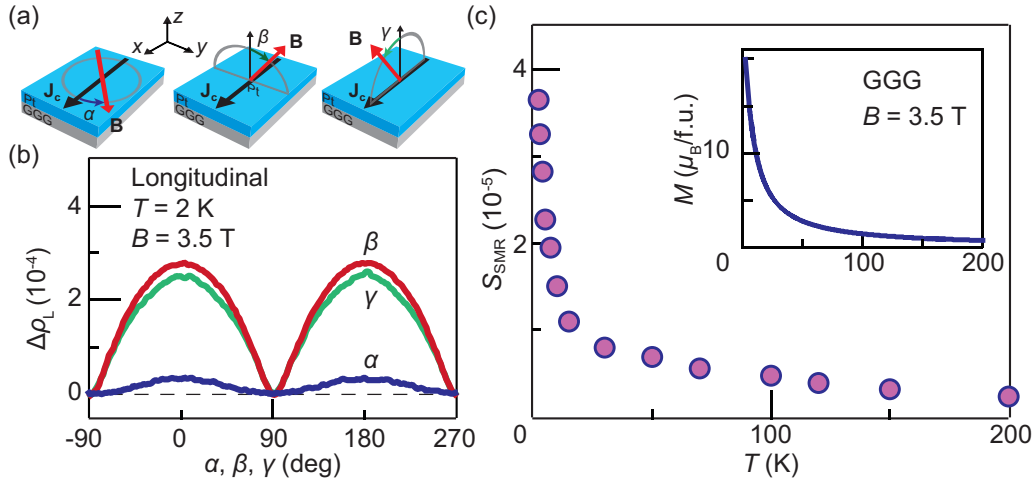 (a)
z
x
y
J_c
α
B
Pt
GGG
β
B
J_c
Pt
Pt
GGG
γ
B
J_c
Pt
GGG
(b)
Longitudinal
T = 2 K
B = 3.5 T
β
γ
α
Δρ_L (10^-4)
4
2
0
-90
0
90
180
270
α, β, γ (deg)
(c)
S_SMR (10^-5)
4
2
0
100
200
T (K)
GGG
B = 3.5 T
M (μ_B/f.u.)
10
0
100
200